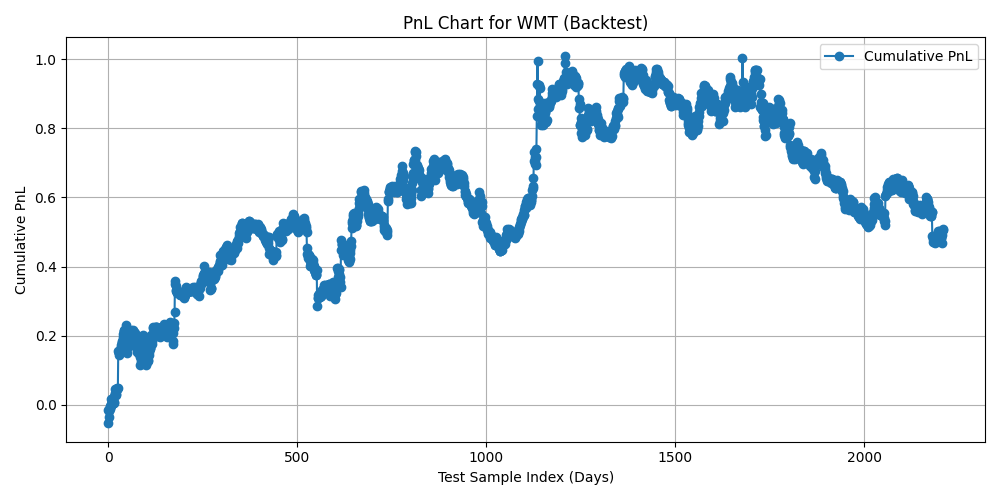 PnL Chart for WMT (Backtest)
Cumulative PnL
1.0
0.8
0.6
0.4
0.2
0.0
Cumulative PnL
0
500
1000
1500
2000
Test Sample Index (Days)